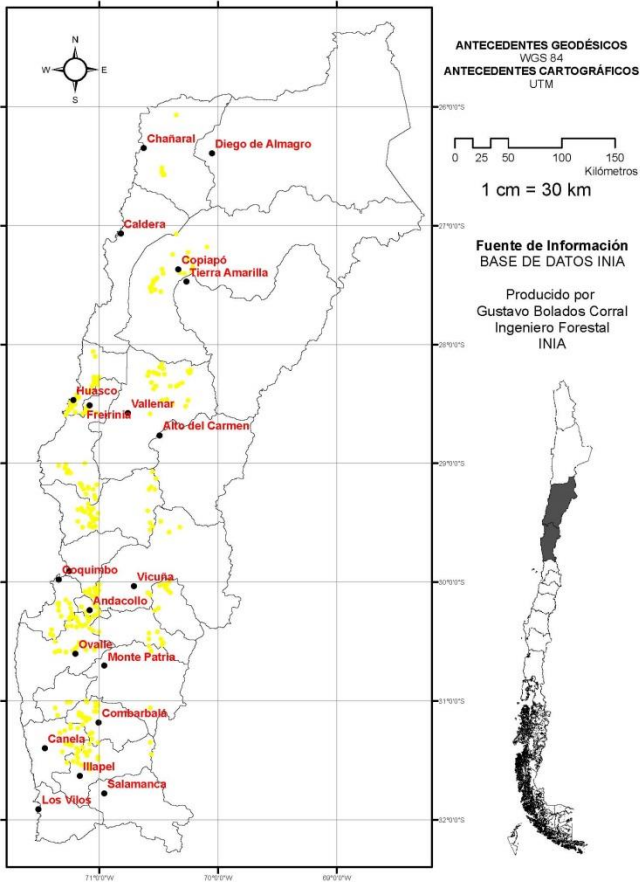 N
W E
S
Chañaral
Diego de Almagro
Caldera
Copiapó
Tierra Amarilla
Huasco
Freirinia
Vallenar
Alto del Carmen
Coquimbo
Vicuña
Andacollo
Ovalle
Monte Patria
Combarbalá
Canela
Illapel
Salamanca
Los Vilos
26°0'0"S
27°0'0"S
28°0'0"S
29°0'0"S
30°0'0"S
31°0'0"S
32°0'0"S
71°0'0"W 70°0'0"W 69°0'0"W
ANTECEDENTES GEODÉSICOS
WGS 84
ANTECEDENTES CARTOGRÁFICOS
UTM
0 25 50 100 150
Kilómetros
1 cm = 30 km
Fuente de Información
BASE DE DATOS INIA
Producido por
Gustavo Bolados Corral
Ingeniero Forestal
INIA